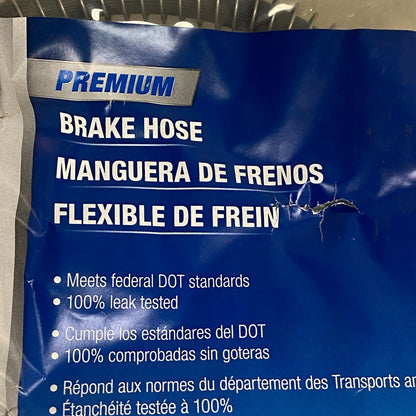 PREMIUM
BRAKE HOSE
MANGUERA DE FRENOS
FLEXIBLE DE FREIN
• Meets federal DOT standards
• 100% leak tested
• Cumple los estándares del DOT
• 100% comprobadas sin goteras
• Répond aux normes du département des Transports
• Étanchéité testée à 100%